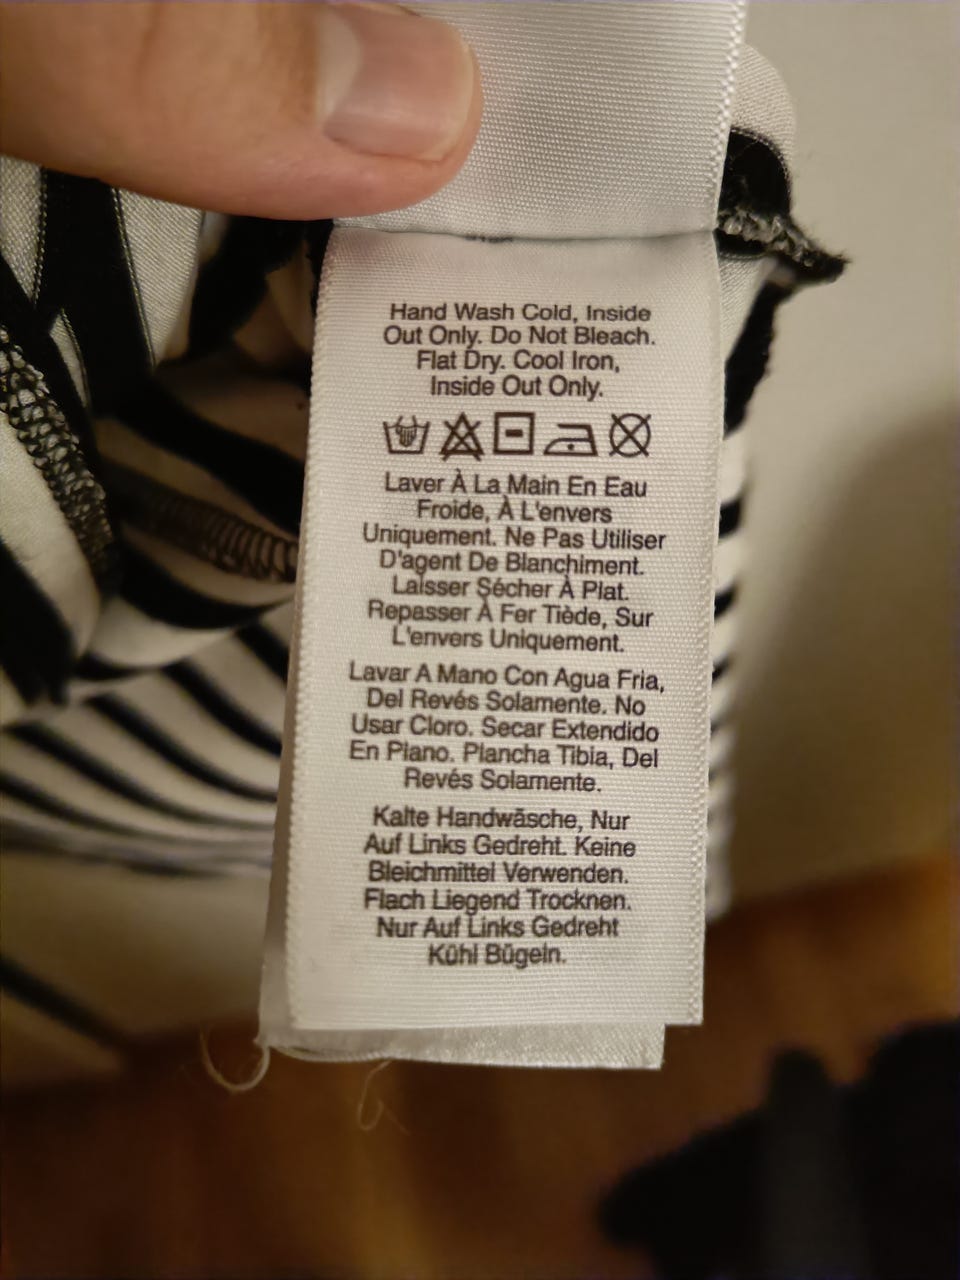 Hand Wash Cold, Inside
Out Only. Do Not Bleach.
Flat Dry. Cool Iron,
Inside Out Only.
Laver À La Main En Eau
Froide, À L'envers
Uniquement. Ne Pas Utiliser
D'agent De Blanchiment.
Laisser Sécher À Plat.
Repasser À Fer Tiède, Sur
L'envers Uniquement.
Lavar A Mano Con Agua Fria,
Del Revés Solamente. No
Usar Cloro. Secar Extendido
En Plano. Plancha Tibia, Del
Revés Solamente.
Kalte Handwäsche, Nur
Auf Links Gedreht. Keine
Bleichmittel Verwenden.
Flach Liegend Trocknen.
Nur Auf Links Gedreht
Kühl Bügeln.